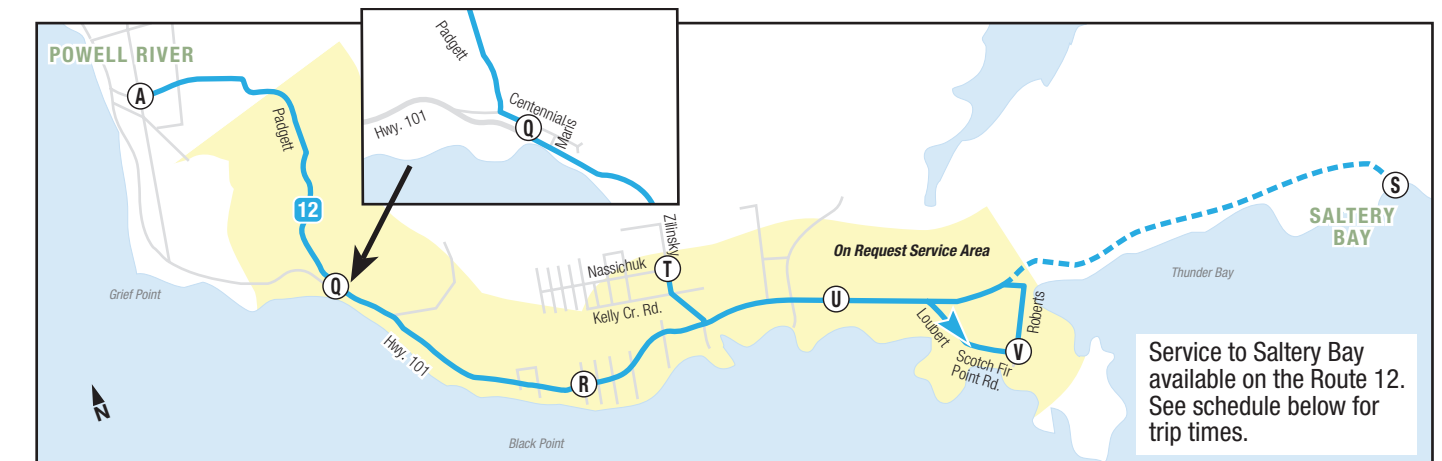 POWELL RIVER
A
Padgett
12
Q
Grief Point
N
Padgett
Centennial
Maris
Q
Hwy. 101
Hwy. 101
R
Black Point
Zilinsky
Nassichuk
T
Kelly Cr. Rd.
On Request Service Area
U
Loubert
Scotch Fir
Point Rd.
V
Roberts
S
SALTERY
BAY
Thunder Bay
Service to Saltery Bay
available on the Route 12.
See schedule below for
trip times.